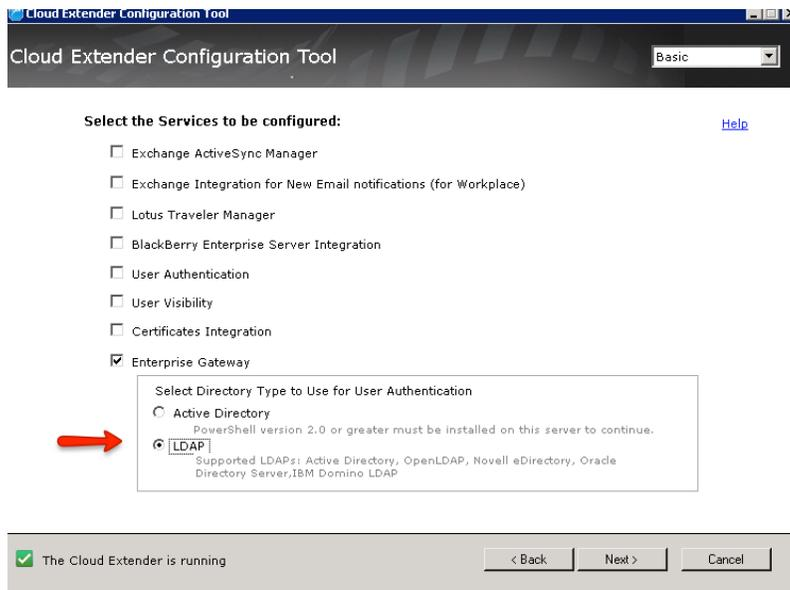 Cloud Extender Configuration Tool
Cloud Extender Configuration Tool
Basic
Select the Services to be configured:
Help
Exchange ActiveSync Manager
Exchange Integration for New Email notifications (for Workplace)
Lotus Traveler Manager
BlackBerry Enterprise Server Integration
User Authentication
User Visibility
Certificates Integration
Enterprise Gateway
Select Directory Type to Use for User Authentication
Active Directory
PowerShell version 2.0 or greater must be installed on this server to continue.
LDAP
Supported LDAPs: Active Directory, OpenLDAP, Novell eDirectory, Oracle
Directory Server,IBM Domino LDAP
The Cloud Extender is running
< Back
Next >
Cancel